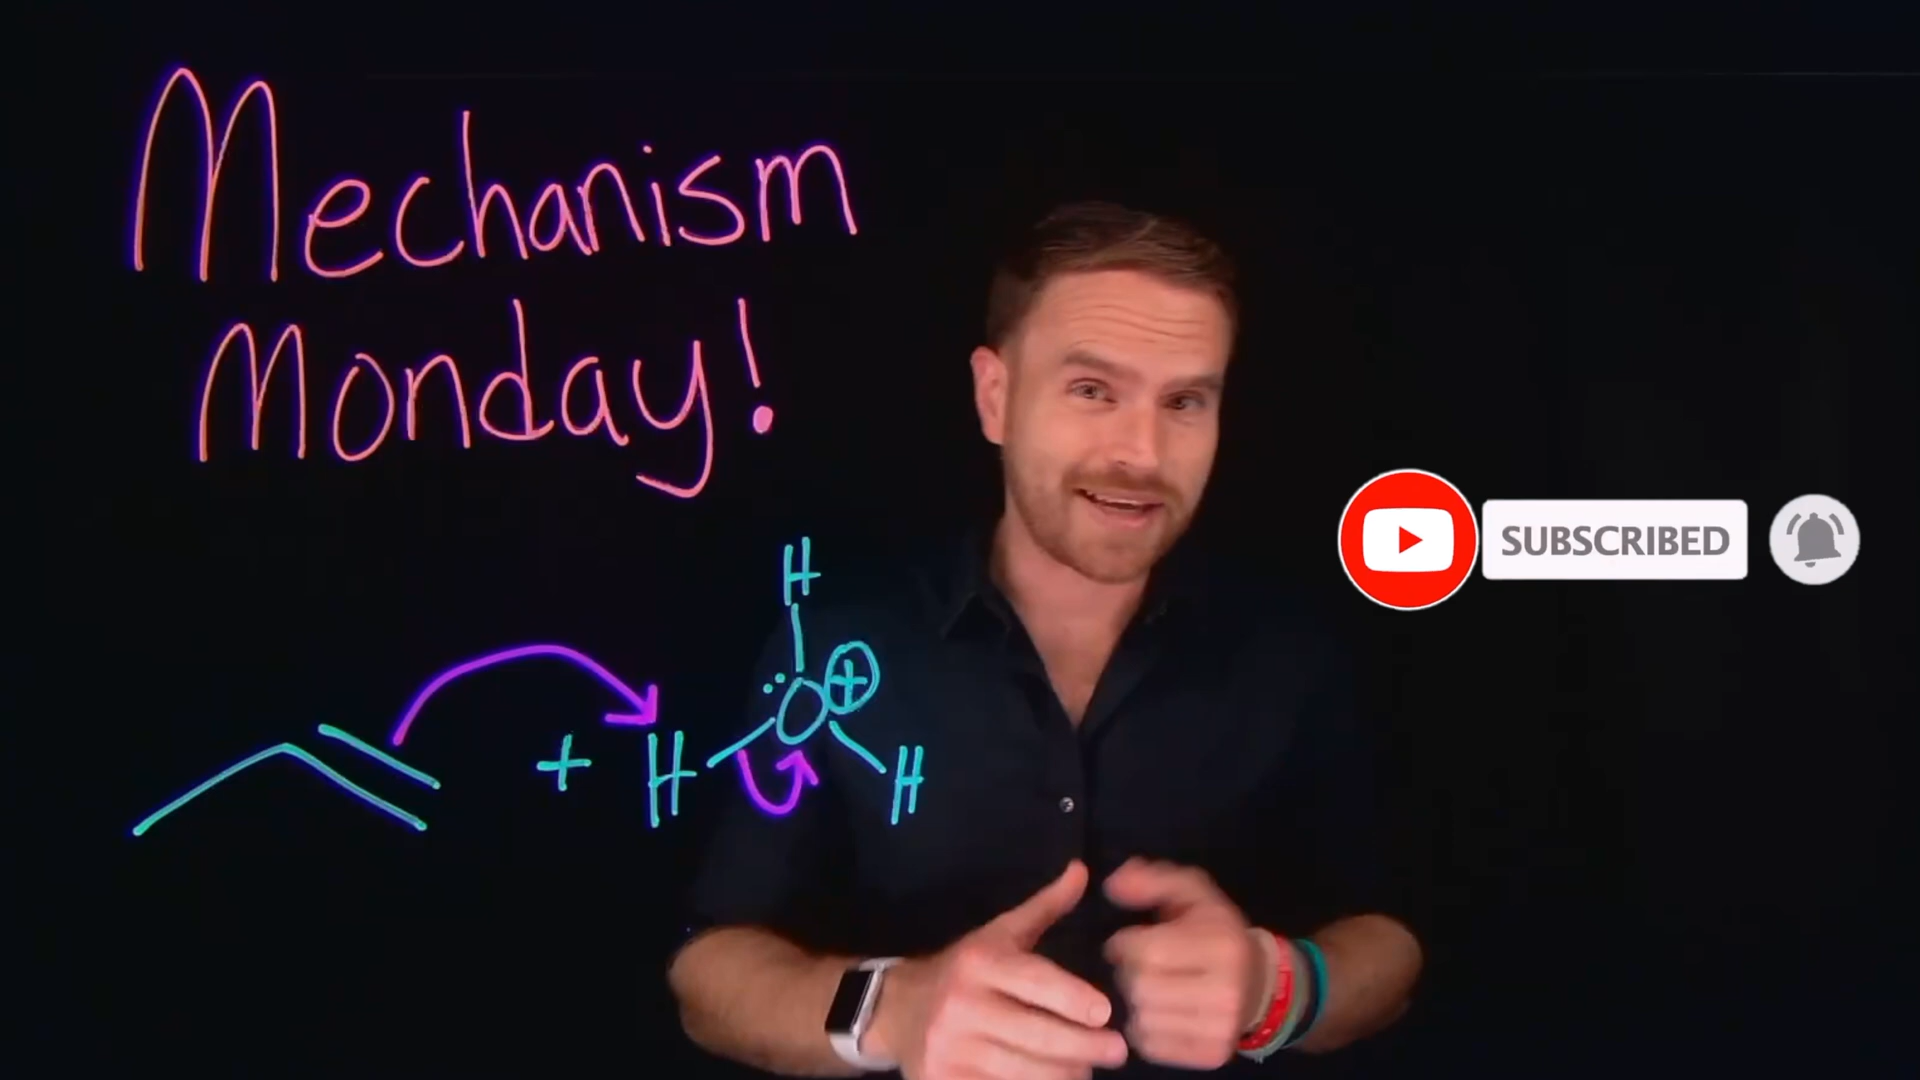 Mechanism
Monday!
H
+ H O ⊕ H
SUBSCRIBED